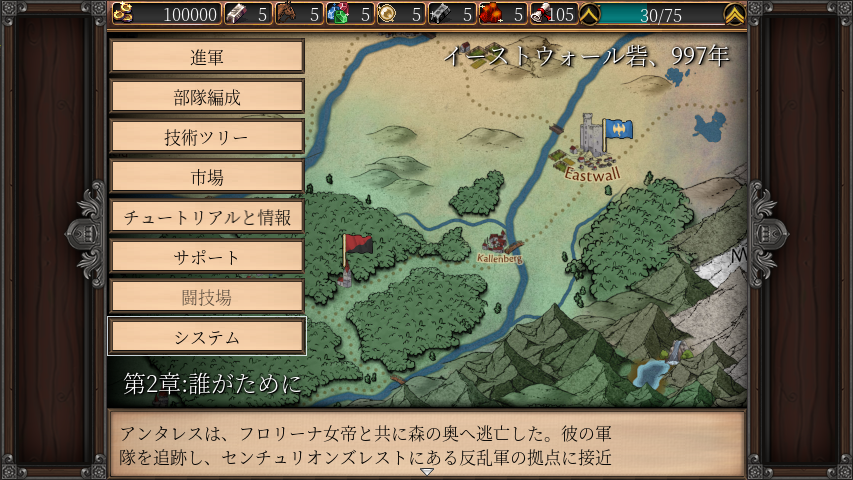 100000 5 5 5 5 5 5 105 30/75
イーストウォール砦、997年
進軍
部隊編成
技術ツリー
市場
チュートリアルと情報
サポート
闘技場
システム
Eastwall
Kallenberg
第2章:誰がために
アンタレスは、フロリーナ女帝と共に森の奥へ逃亡した。彼の軍
隊を追跡し、センチュリオンズレストにある反乱軍の拠点に接近